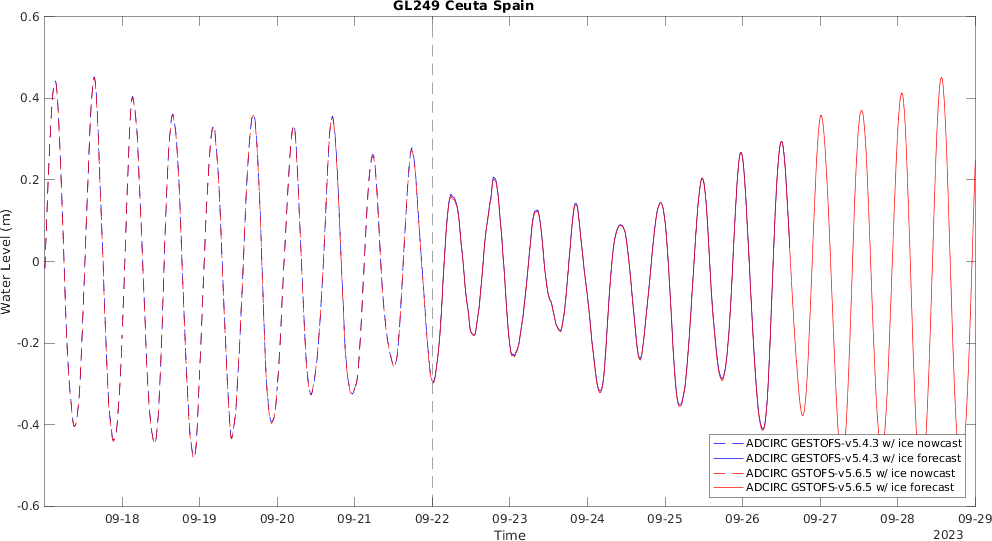 GL249 Ceuta Spain
0.6
0.4
0.2
0
-0.2
-0.4
-0.6
Water Level (m)
09-18
09-19
09-20
09-21
09-22
09-23
09-24
09-25
09-26
09-27
09-28
09-29
Time
2023
ADCIRC GESTOFS-v5.4.3 w/ ice nowcast
ADCIRC GESTOFS-v5.4.3 w/ ice forecast
ADCIRC GSTOFS-v5.6.5 w/ ice nowcast
ADCIRC GSTOFS-v5.6.5 w/ ice forecast